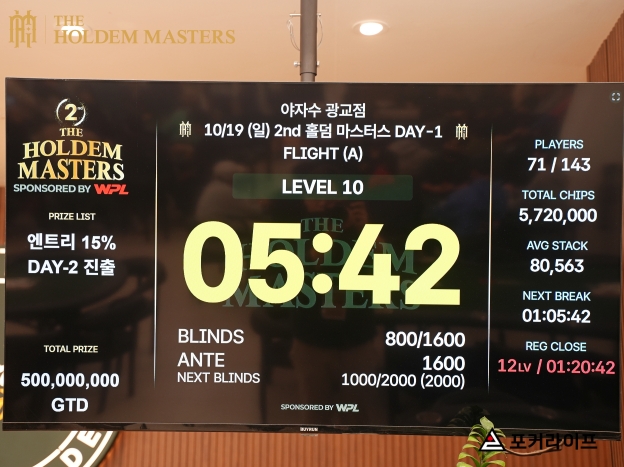 THE
HOLDEM MASTERS
2nd
THE
HOLDEM
MASTERS
SPONSORED BY WPL
PRIZE LIST
엔트리 15%
DAY-2 진출
TOTAL PRIZE
500,000,000
GTD
야자수 광교점
10/19 (일) 2nd 홀덤 마스터스 DAY-1
FLIGHT (A)
LEVEL 10
THE
HOLDEM
MASTERS
05:42
BLINDS 800/1600
ANTE 1600
NEXT BLINDS 1000/2000 (2000)
SPONSORED BY WPL
PLAYERS
71 / 143
TOTAL CHIPS
5,720,000
AVG STACK
80,563
NEXT BREAK
01:05:42
REG CLOSE
12LV / 01:20:42
포커라이프